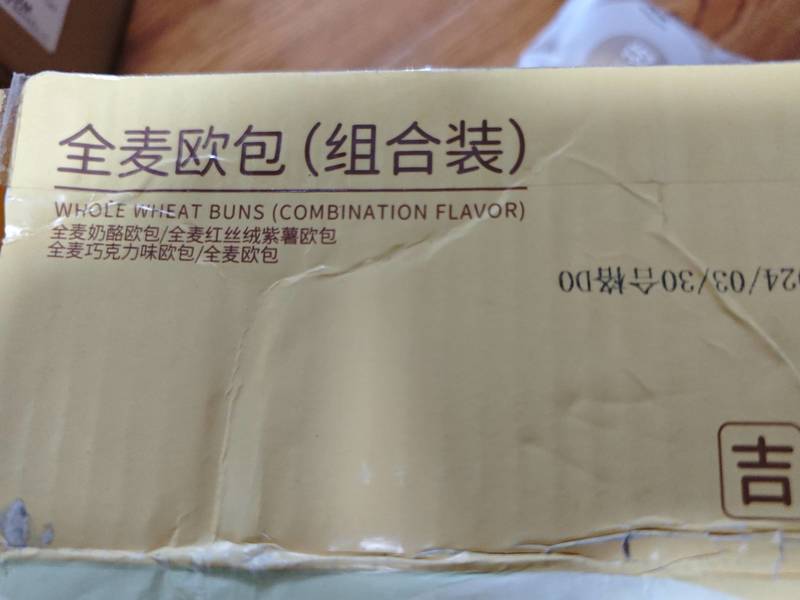 全麦欧包(组合装)
WHOLE WHEAT BUNS (COMBINATION FLAVOR)
全麦奶酪欧包/全麦红丝绒紫薯欧包
全麦巧克力味欧包/全麦欧包
024/03/30合格D0
吉